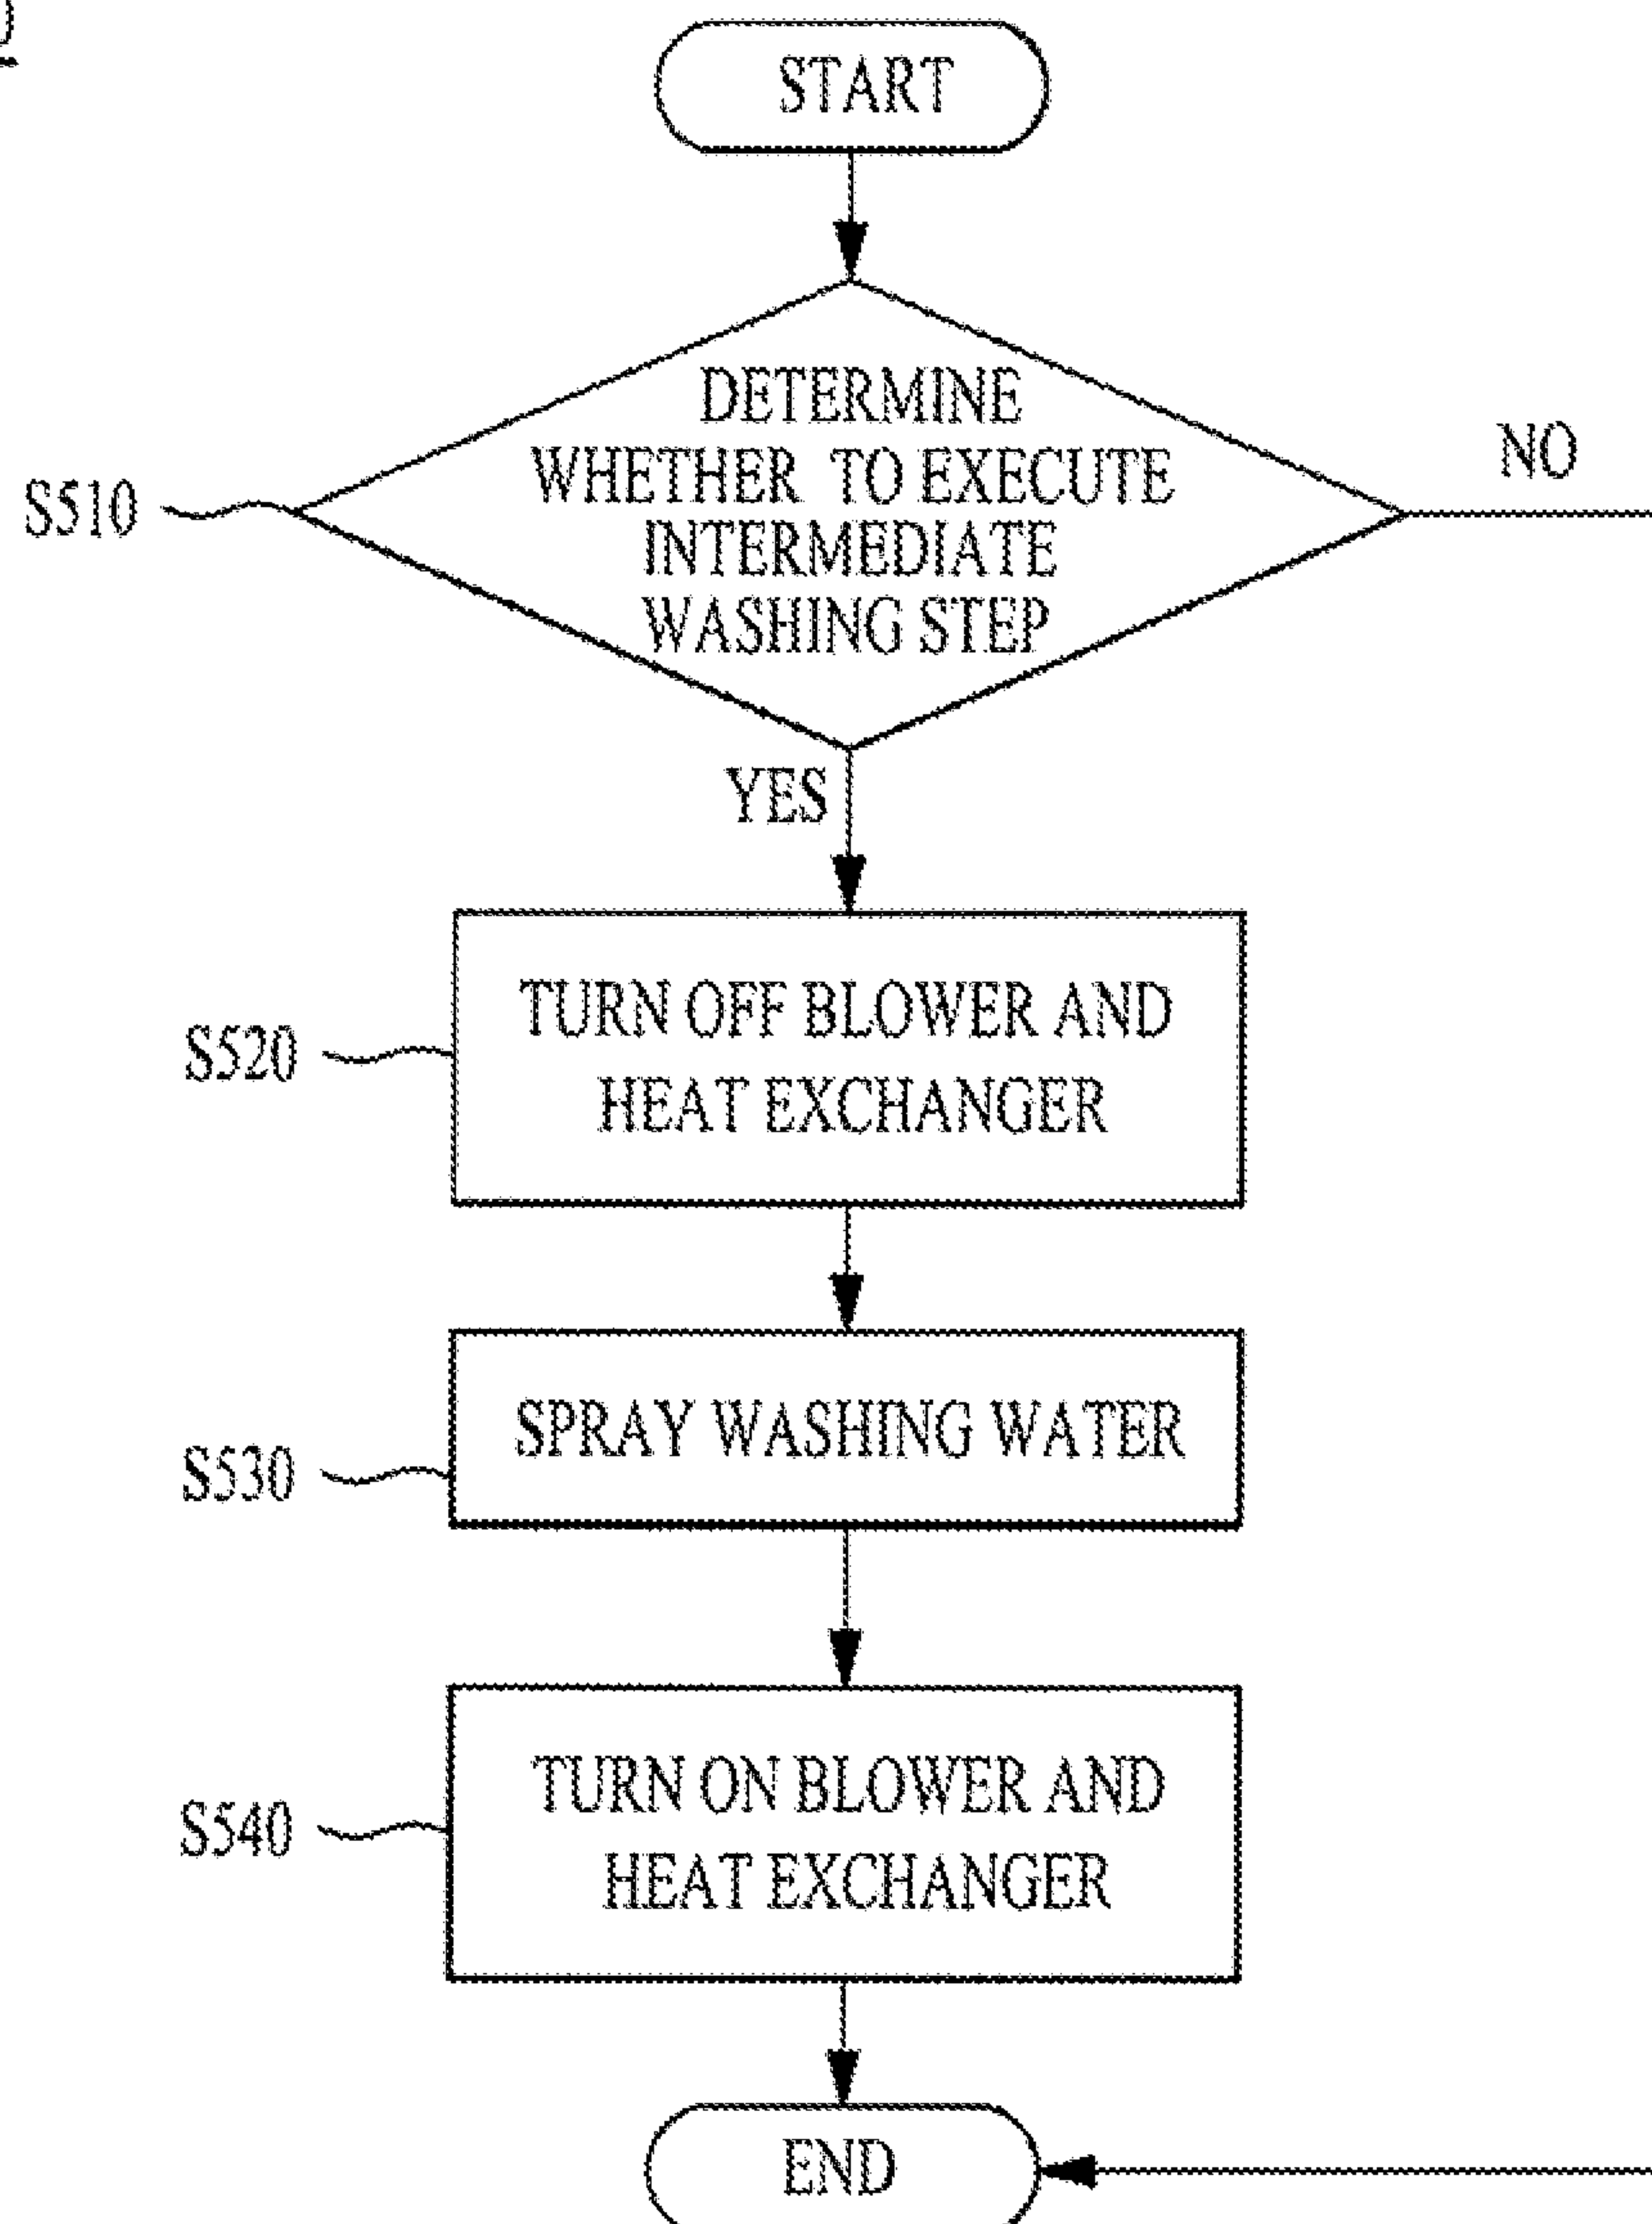 START
DETERMINE
WHETHER TO EXECUTE
INTERMEDIATE
WASHING STEP
S510
NO
YES
TURN OFF BLOWER AND
HEAT EXCHANGER
S520
SPRAY WASHING WATER
S530
TURN ON BLOWER AND
HEAT EXCHANGER
S540
END